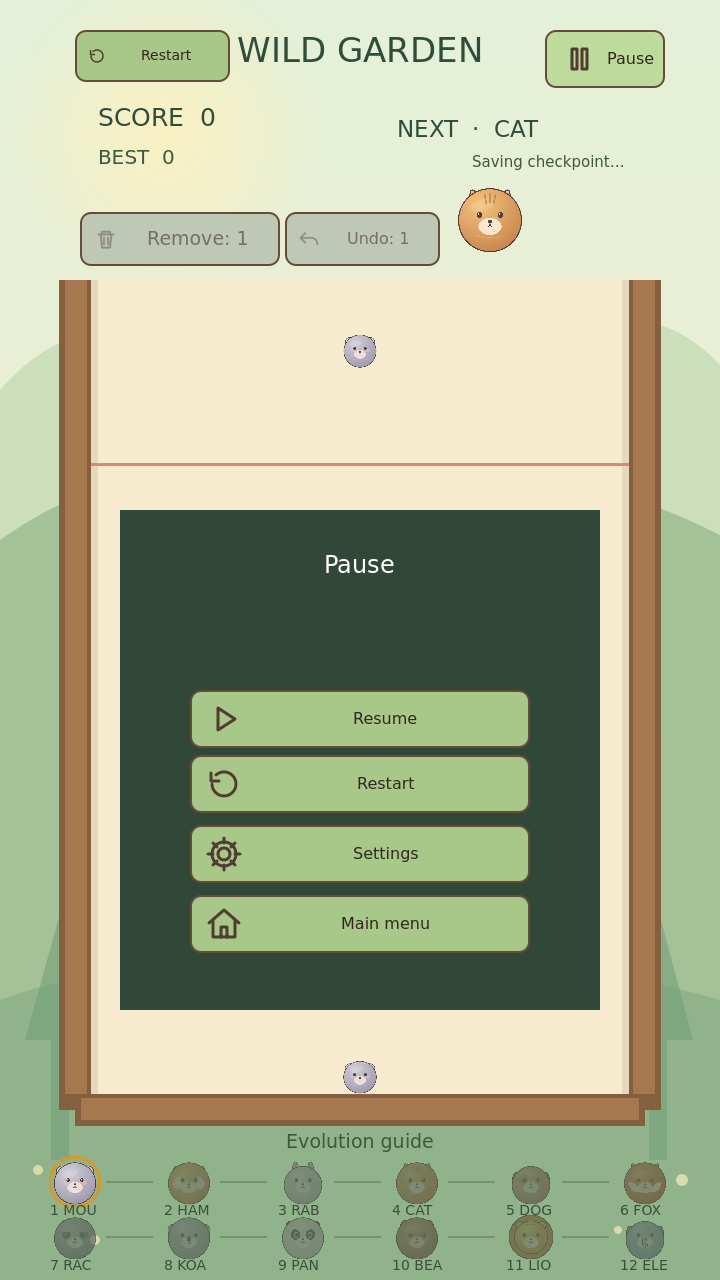 Restart
WILD GARDEN
Pause
SCORE 0
BEST 0
NEXT · CAT
Saving checkpoint...
Remove: 1
Undo: 1
Pause
Resume
Restart
Settings
Main menu
Evolution guide
1 MOU
2 HAM
3 RAB
4 CAT
5 DOG
6 FOX
7 RAC
8 KOA
9 PAN
10 BEA
11 LIO
12 ELE